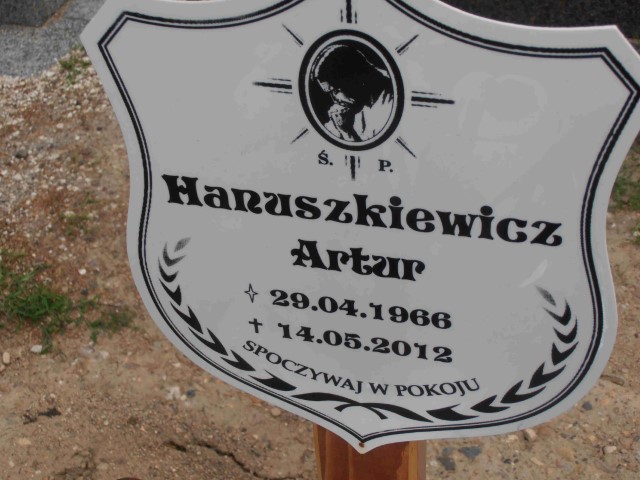 Ś. P.
Hanuszkiewicz
Artur
✧ 29.04.1966
† 14.05.2012
SPOCZYWAJ W POKOJU